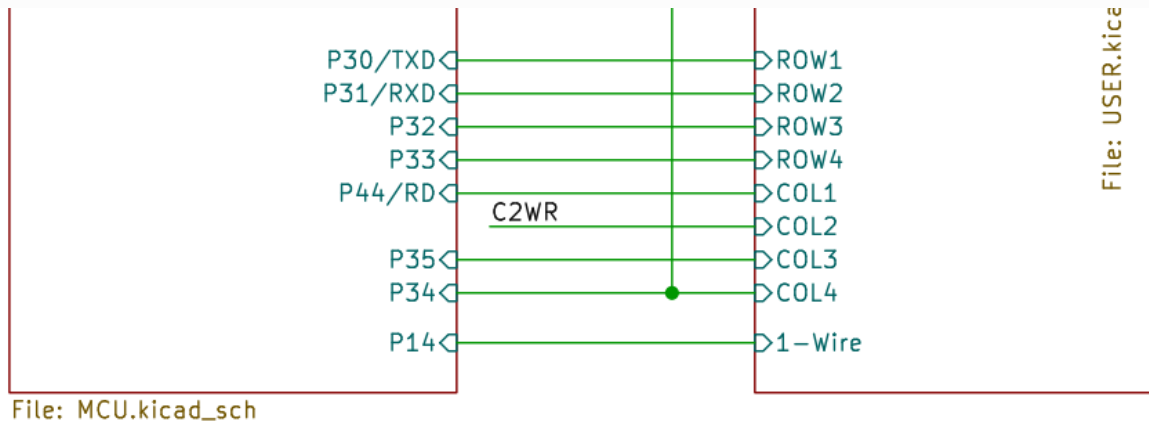 P30/TXD ROW1
P31/RXD ROW2
P32 ROW3
P33 ROW4
P44/RD COL1
C2WR COL2
P35 COL3
P34 COL4
P14 1-Wire
File: MCU.kicad_sch
File: USER.kica